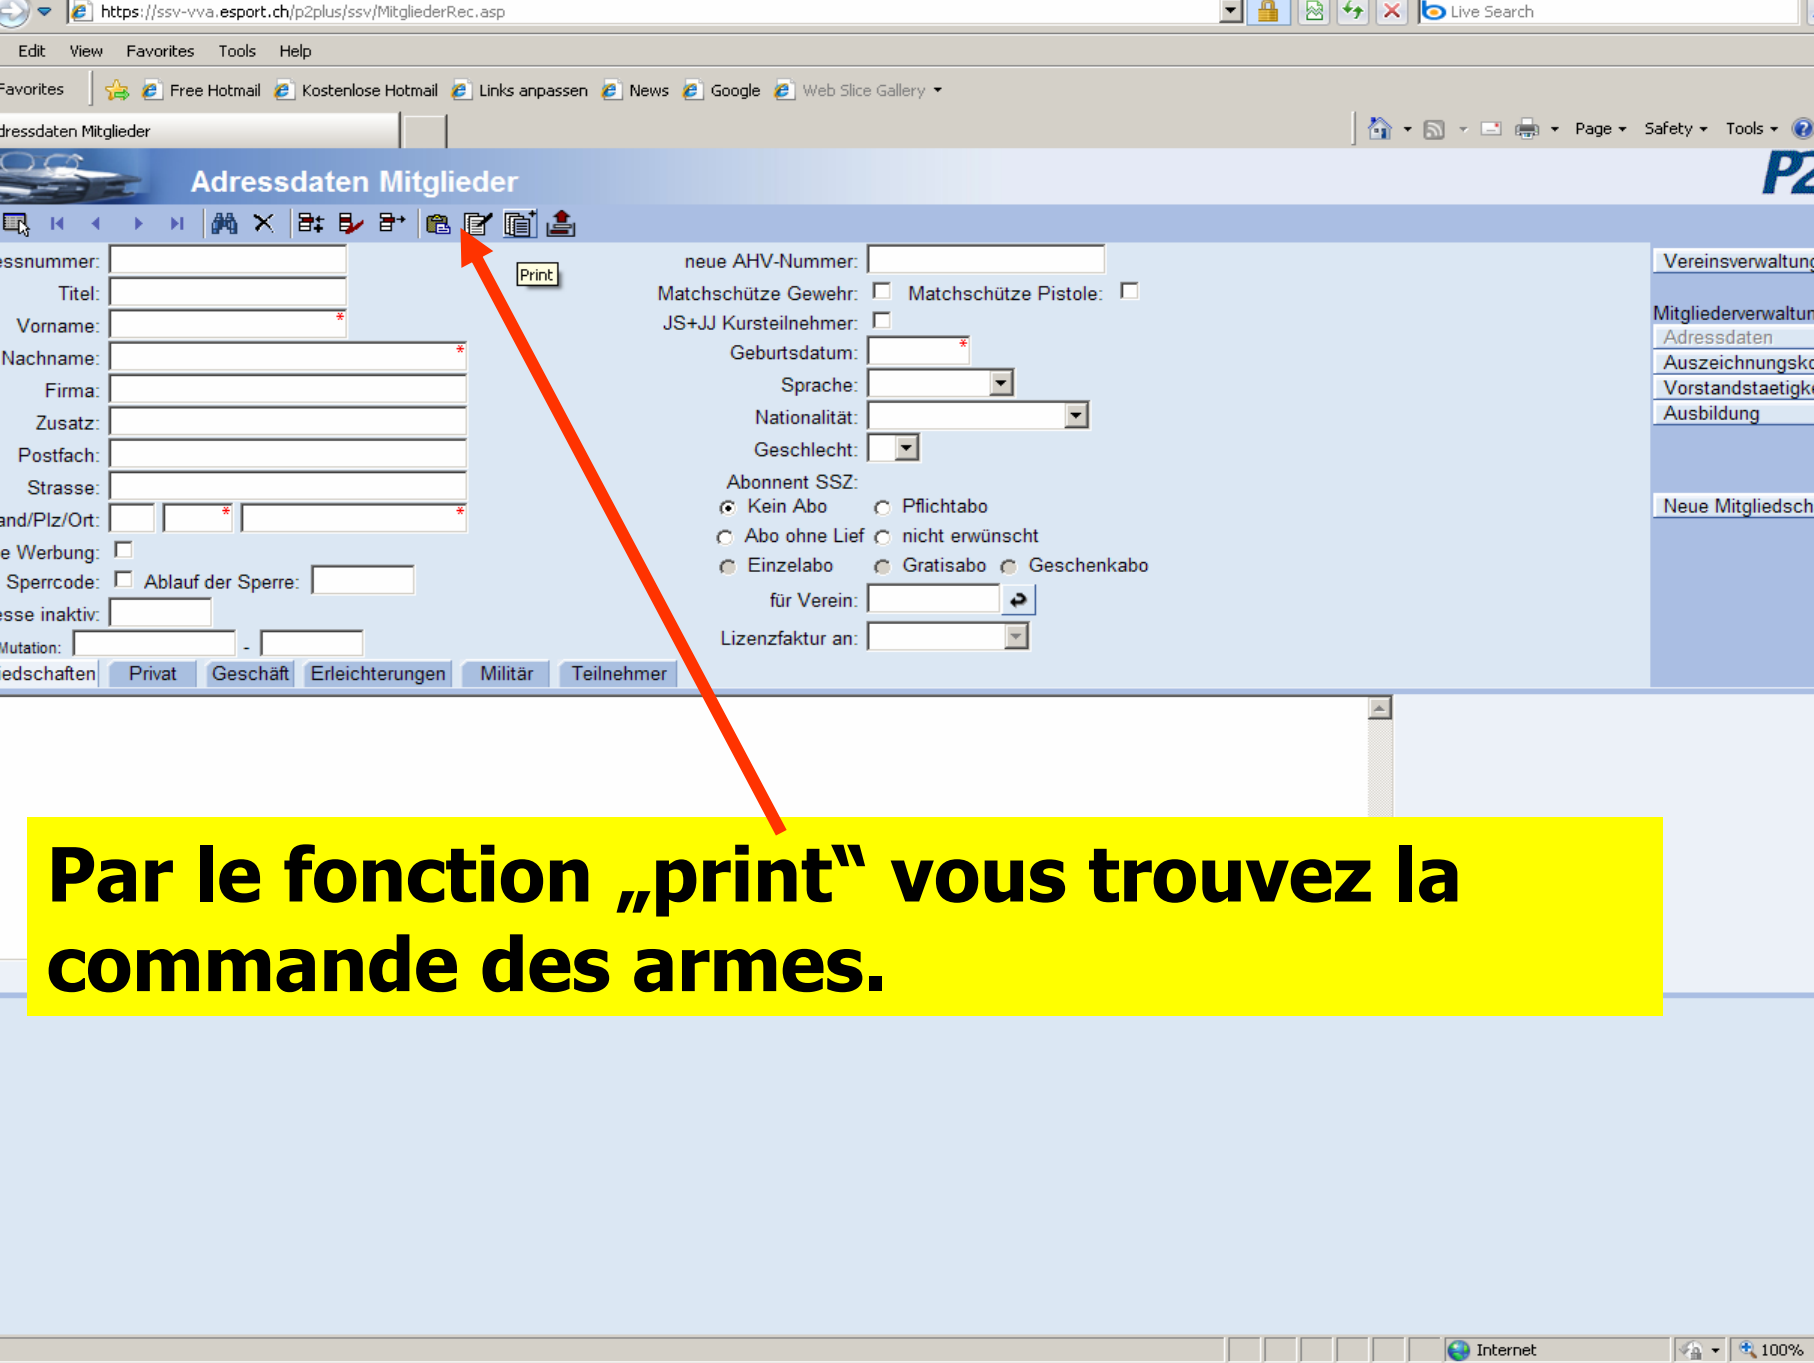 https://ssv-vva.esport.ch/p2plus/ssv/MitgliederRec.asp
Live Search
Edit View Favorites Tools Help
Favorites Free Hotmail Kostenlose Hotmail Links anpassen News Google Web Slice Gallery
dressdaten Mitglieder
Page Safety Tools
Adressdaten Mitglieder
P2
Print
essnummer:
Titel:
Vorname: *
Nachname: *
Firma:
Zusatz:
Postfach:
Strasse:
and/Plz/Ort: * *
e Werbung:
Sperrcode: Ablauf der Sperre:
esse inaktiv:
Mutation: -
neue AHV-Nummer:
Matchschütze Gewehr: Matchschütze Pistole:
JS+JJ Kursteilnehmer:
Geburtsdatum: *
Sprache:
Nationalität:
Geschlecht:
Abonnent SSZ:
Kein Abo Pflichtabo
Abo ohne Lief nicht erwünscht
Einzelabo Gratisabo Geschenkabo
für Verein:
Lizenzfaktur an:
Vereinsverwaltung
Mitgliederverwaltun
Adressdaten
Auszeichnungsko
Vorstandstaetigke
Ausbildung
Neue Mitgliedsch
iedschaften Privat Geschäft Erleichterungen Militär Teilnehmer
Par le fonction „print“ vous trouvez la
commande des armes.
Internet 100%